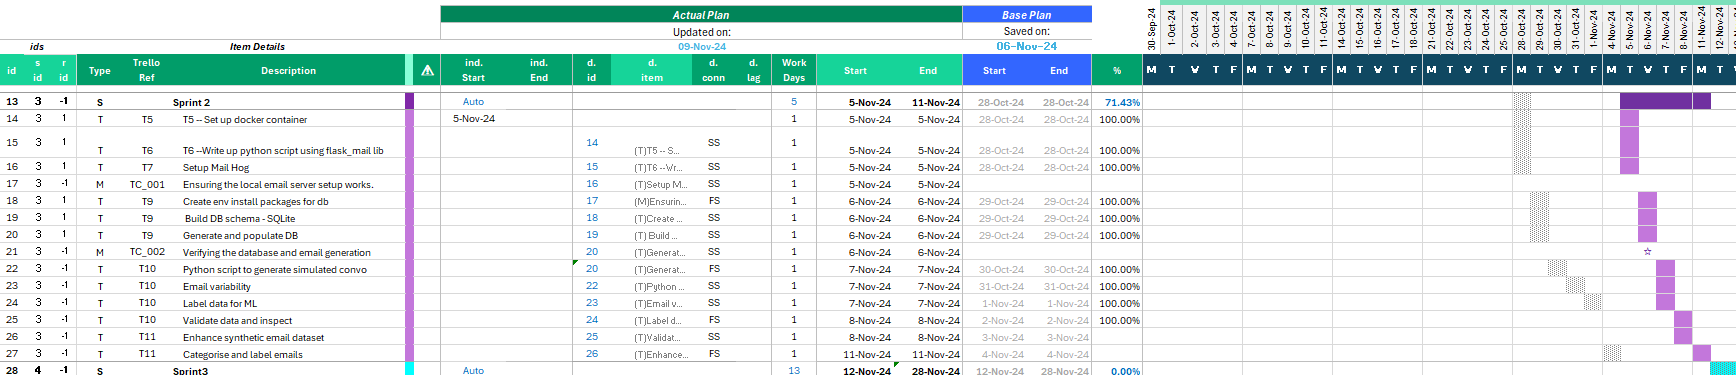 Actual Plan Base Plan
Updated on: Saved on:
ids Item Details 09-Nov-24 06-Nov-24
30-Sep-24 1-Oct-24 2-Oct-24 3-Oct-24 4-Oct-24 7-Oct-24 8-Oct-24 9-Oct-24 10-Oct-24 11-Oct-24 14-Oct-24 15-Oct-24 16-Oct-24 17-Oct-24 18-Oct-24 21-Oct-24 22-Oct-24 23-Oct-24 24-Oct-24 25-Oct-24 28-Oct-24 29-Oct-24 30-Oct-24 31-Oct-24 1-Nov-24 4-Nov-24 5-Nov-24 6-Nov-24 7-Nov-24 8-Nov-24 11-Nov-24 12-Nov-24
s r Trello ind. ind. d. d. d. d. Work
id Type Description Start End Start End % M T W T F M T W T F M T W T F M T W T F M T W T F M T W T F M T
id id Ref Start End id item conn lag Days
13 3 -1 S Sprint 2 Auto 5 5-Nov-24 11-Nov-24 28-Oct-24 28-Oct-24 71.43%
14 3 1 T T5 T5 -- Set up docker container 5-Nov-24 1 5-Nov-24 5-Nov-24 28-Oct-24 28-Oct-24 100.00%
15 3 1 T T6 T6 --Write up python script using flask_mail lib 14 (T)T5 -- S... SS 1 5-Nov-24 5-Nov-24 28-Oct-24 28-Oct-24 100.00%
16 3 1 T T7 Setup Mail Hog 15 (T)T6 --Wr... SS 1 5-Nov-24 5-Nov-24 28-Oct-24 28-Oct-24 100.00%
17 3 -1 M TC_001 Ensuring the local email server setup works. 16 (T)Setup M... SS 1 5-Nov-24 5-Nov-24
18 3 1 T T9 Create env install packages for db 17 (M)Ensurin... FS 1 6-Nov-24 6-Nov-24 29-Oct-24 29-Oct-24 100.00%
19 3 1 T T9 Build DB schema - SQLite 18 (T)Create ... SS 1 6-Nov-24 6-Nov-24 29-Oct-24 29-Oct-24 100.00%
20 3 1 T T9 Generate and populate DB 19 (T) Build ... SS 1 6-Nov-24 6-Nov-24 29-Oct-24 29-Oct-24 100.00%
21 3 -1 M TC_002 Verifying the database and email generation 20 (T)Generat... SS 1 6-Nov-24 6-Nov-24
22 3 -1 T T10 Python script to generate simulated convo 20 (T)Generat... FS 1 7-Nov-24 7-Nov-24 30-Oct-24 30-Oct-24 100.00%
23 3 -1 T T10 Email variability 22 (T)Python ... SS 1 7-Nov-24 7-Nov-24 31-Oct-24 31-Oct-24 100.00%
24 3 -1 T T10 Label data for ML 23 (T)Email v... SS 1 7-Nov-24 7-Nov-24 1-Nov-24 1-Nov-24 100.00%
25 3 -1 T T10 Validate data and inspect 24 (T)Label d... FS 1 8-Nov-24 8-Nov-24 2-Nov-24 2-Nov-24 100.00%
26 3 -1 T T11 Enhance synthetic email dataset 25 (T)Validat... SS 1 8-Nov-24 8-Nov-24 3-Nov-24 3-Nov-24
27 3 -1 T T11 Categorise and label emails 26 (T)Enhance... FS 1 11-Nov-24 11-Nov-24 4-Nov-24 4-Nov-24
28 4 -1 S Sprint3 Auto 13 12-Nov-24 28-Nov-24 12-Nov-24 28-Nov-24 0.00%